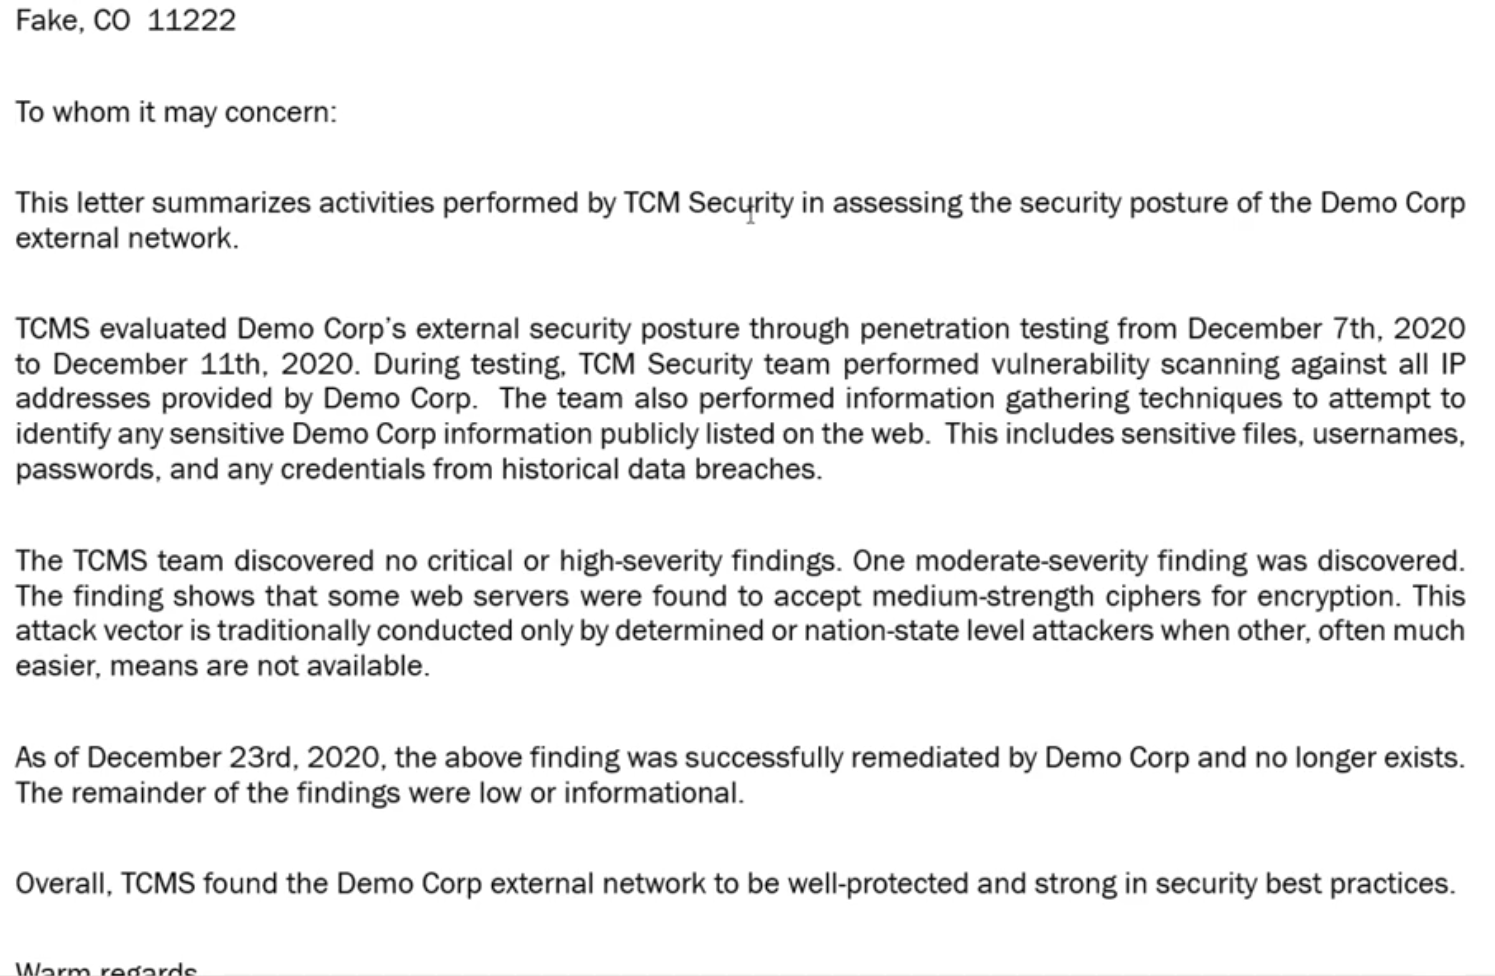 Fake, CO  11222
To whom it may concern:
This letter summarizes activities performed by TCM Security in assessing the security posture of the Demo Corp
external network.
TCMS evaluated Demo Corp’s external security posture through penetration testing from December 7th, 2020
to December 11th, 2020. During testing, TCM Security team performed vulnerability scanning against all IP
addresses provided by Demo Corp.  The team also performed information gathering techniques to attempt to
identify any sensitive Demo Corp information publicly listed on the web.  This includes sensitive files, usernames,
passwords, and any credentials from historical data breaches.
The TCMS team discovered no critical or high-severity findings. One moderate-severity finding was discovered.
The finding shows that some web servers were found to accept medium-strength ciphers for encryption. This
attack vector is traditionally conducted only by determined or nation-state level attackers when other, often much
easier, means are not available.
As of December 23rd, 2020, the above finding was successfully remediated by Demo Corp and no longer exists.
The remainder of the findings were low or informational.
Overall, TCMS found the Demo Corp external network to be well-protected and strong in security best practices.
Warm regards